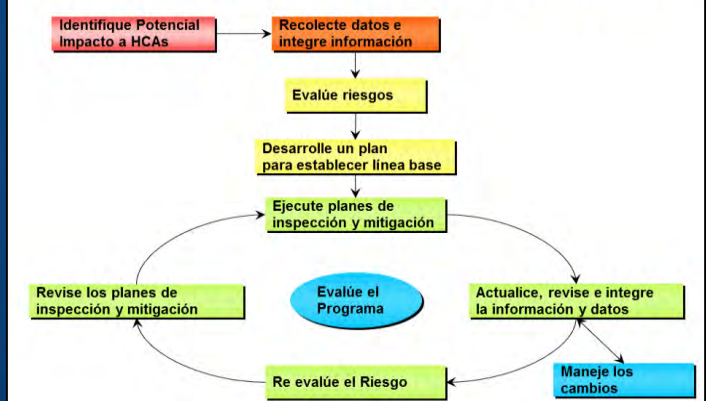 Identifique Potencial
Impacto a HCAs
Recolecte datos e
integre información
Evalúe riesgos
Desarrolle un plan
para establecer línea base
Ejecute planes de
inspección y mitigación
Revise los planes de
inspección y mitigación
Evalúe el
Programa
Actualice, revise e integre
la información y datos
Re evalúe el Riesgo
Maneje los
cambios